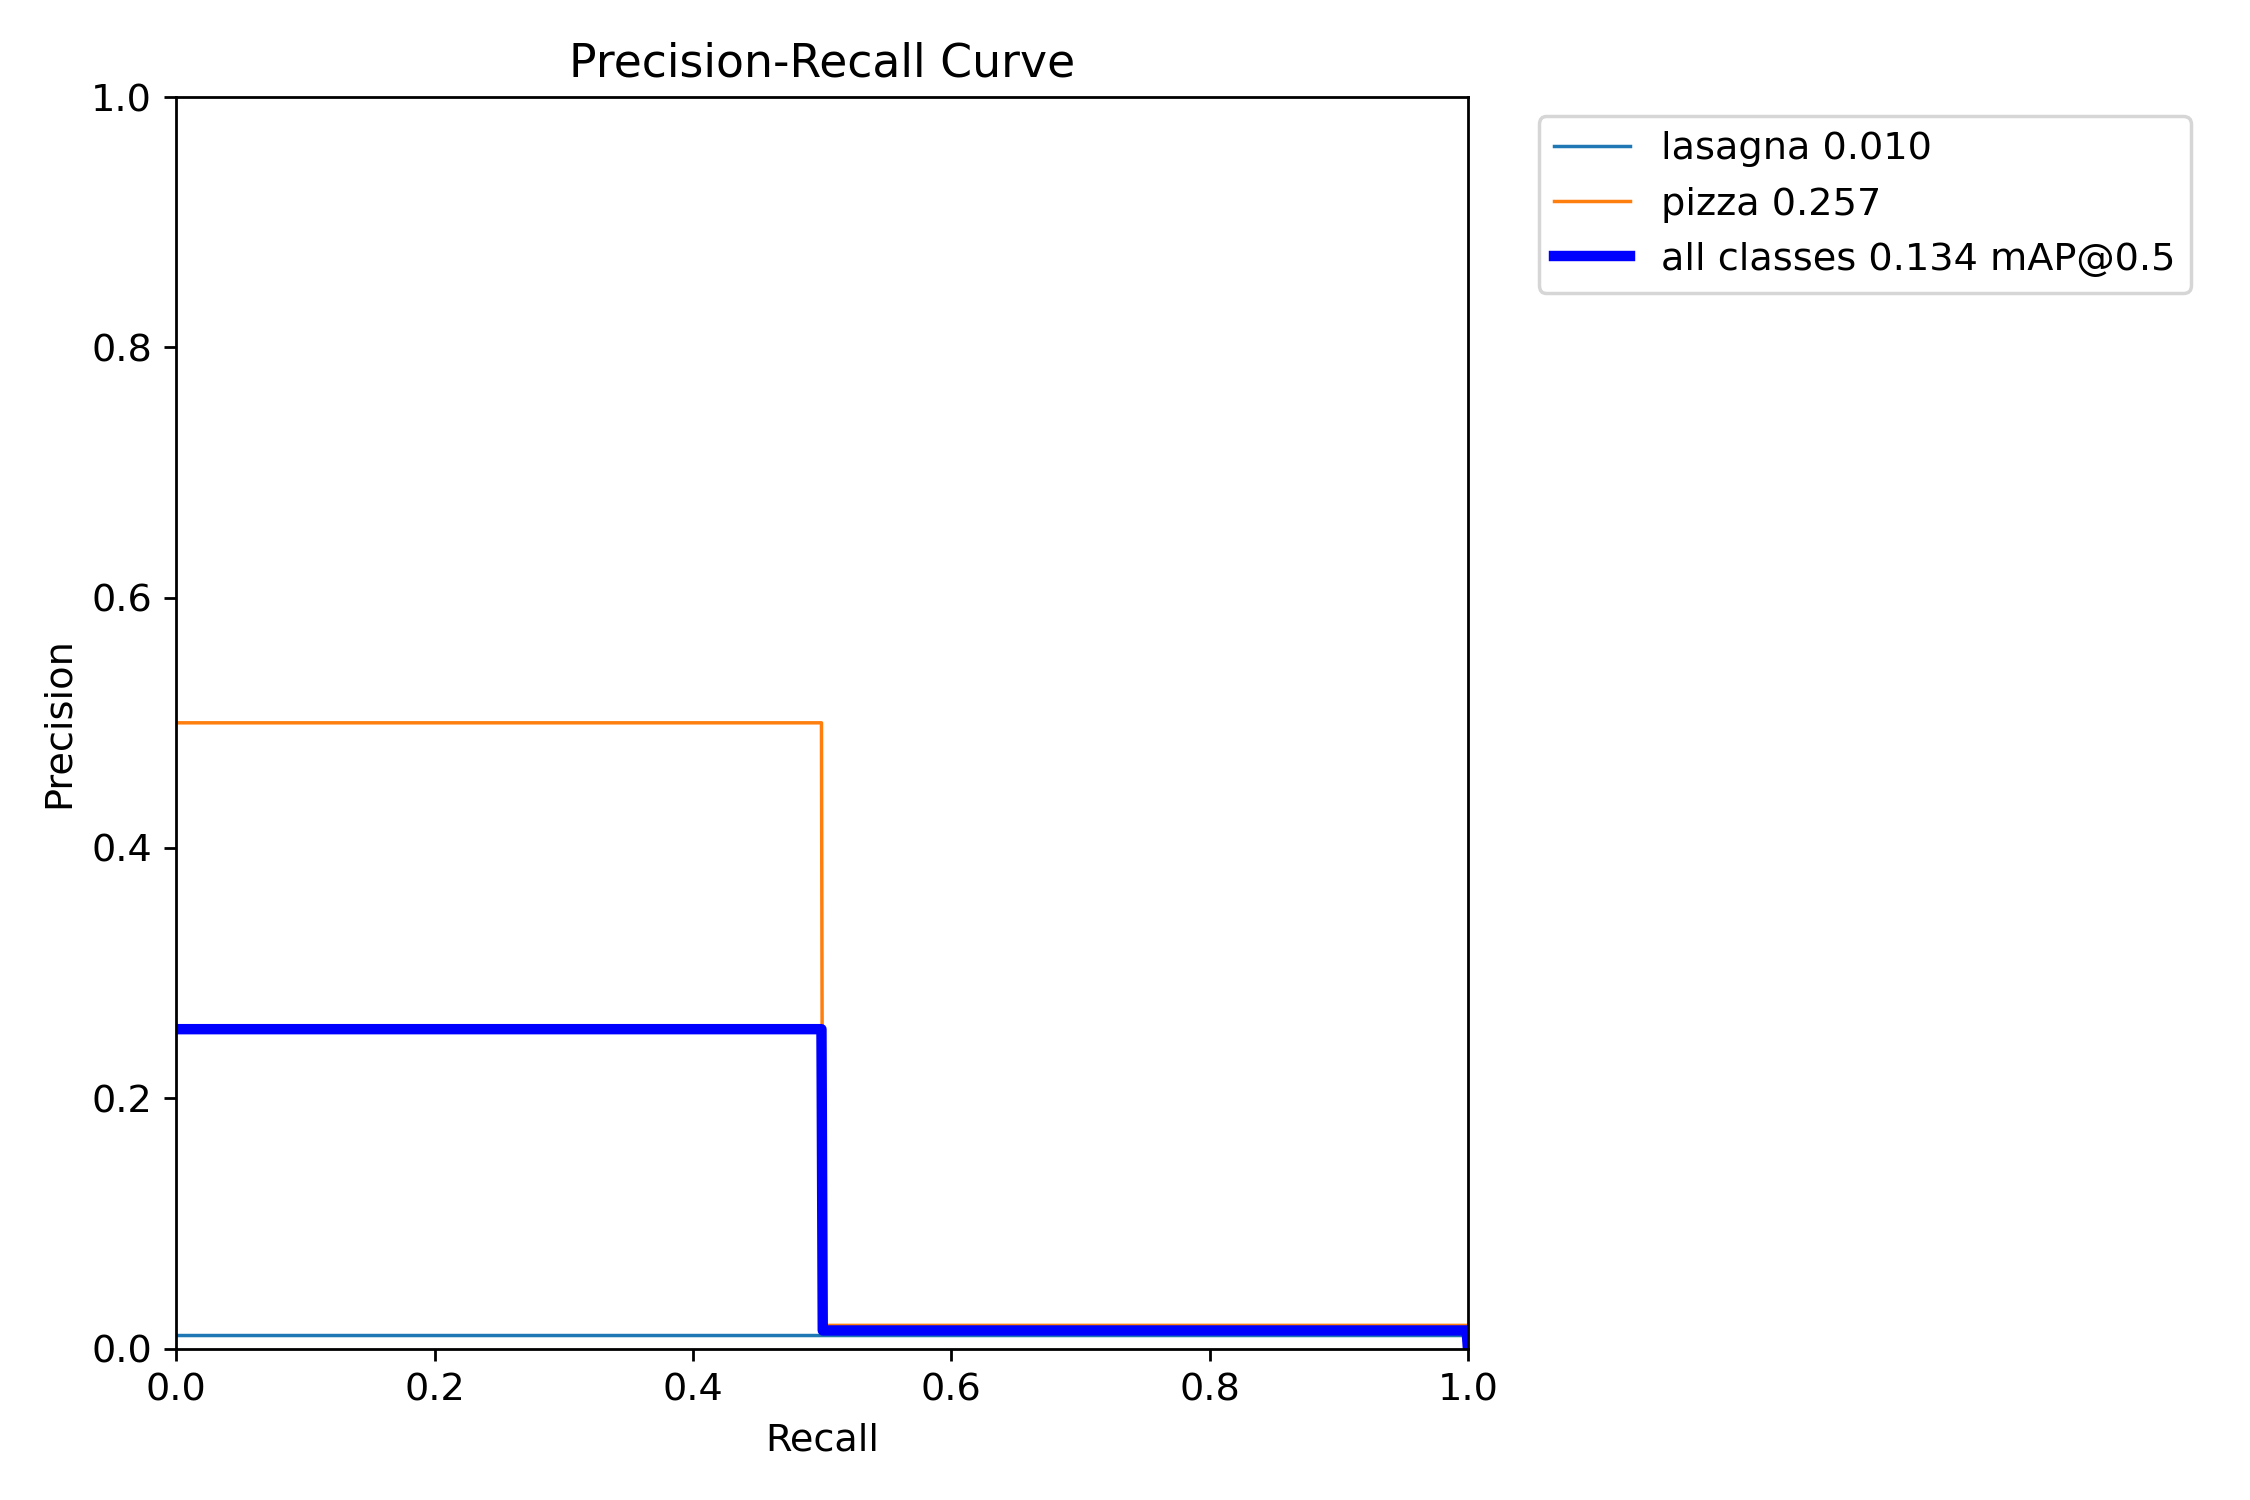 Precision-Recall Curve
lasagna 0.010
pizza 0.257
all classes 0.134 mAP@0.5
1.0
0.8
0.6
0.4
0.2
0.0
Precision
0.0 0.2 0.4 0.6 0.8 1.0
Recall